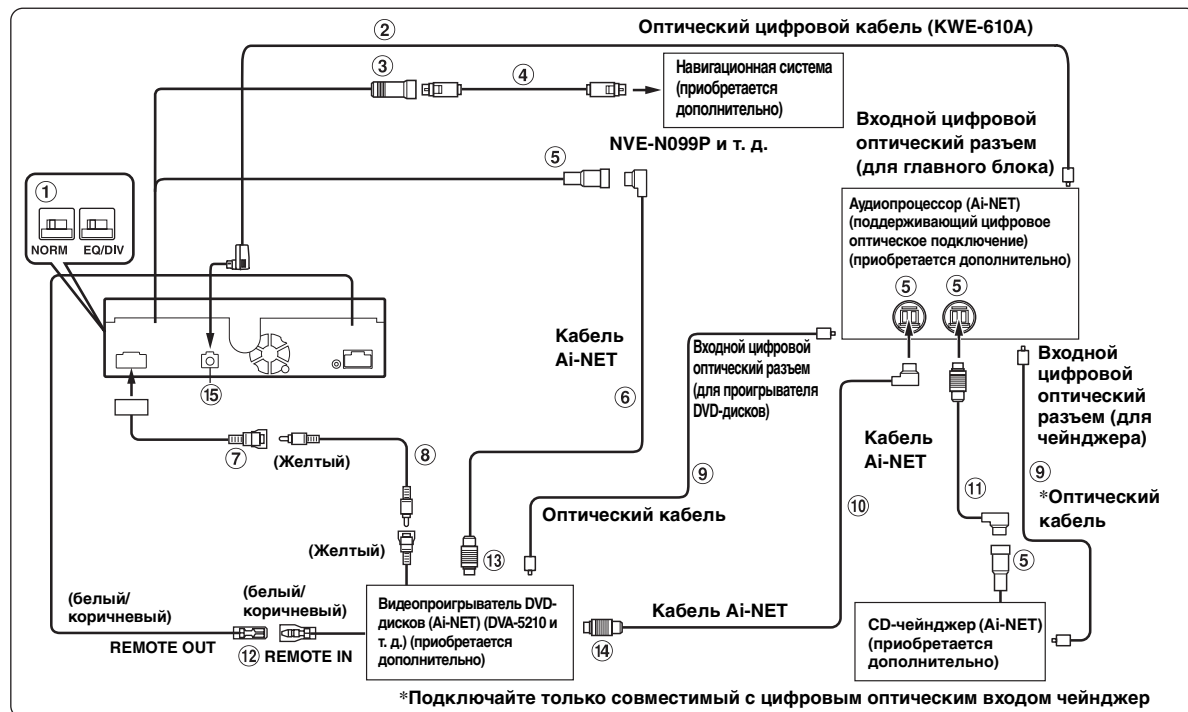 ②
Оптический цифровой кабель (KWE-610A)
③
④
Навигационная система
(приобретается
дополнительно)
NVE-N099P и т. д.
Входной цифровой
оптический разъем
(для главного блока)
⑤
①
NORM EQ/DIV
Аудиопроцессор (Ai-NET)
(поддерживающий цифровое
оптическое подключение)
(приобретается дополнительно)
⑤ ⑤
Кабель
Ai-NET
⑥
Входной цифровой
оптический разъем
(для проигрывателя
DVD-дисков)
Входной
цифровой
оптический
разъем (для
чейнджера)
⑮
⑦
(Желтый)
⑧
⑨
Кабель
Ai-NET
⑩
⑪
⑨
*Оптический
кабель
Оптический кабель
(Желтый)
⑬
⑤
(белый/
коричневый)
REMOTE OUT
(белый/
коричневый)
⑫ REMOTE IN
Видеопроигрыватель DVD-
дисков (Ai-NET) (DVA-5210 и
т. д.) (приобретается
дополнительно)
Кабель Ai-NET
⑭
CD-чейнджер (Ai-NET)
(приобретается
дополнительно)
*Подключайте только совместимый с цифровым оптическим входом чейнджер